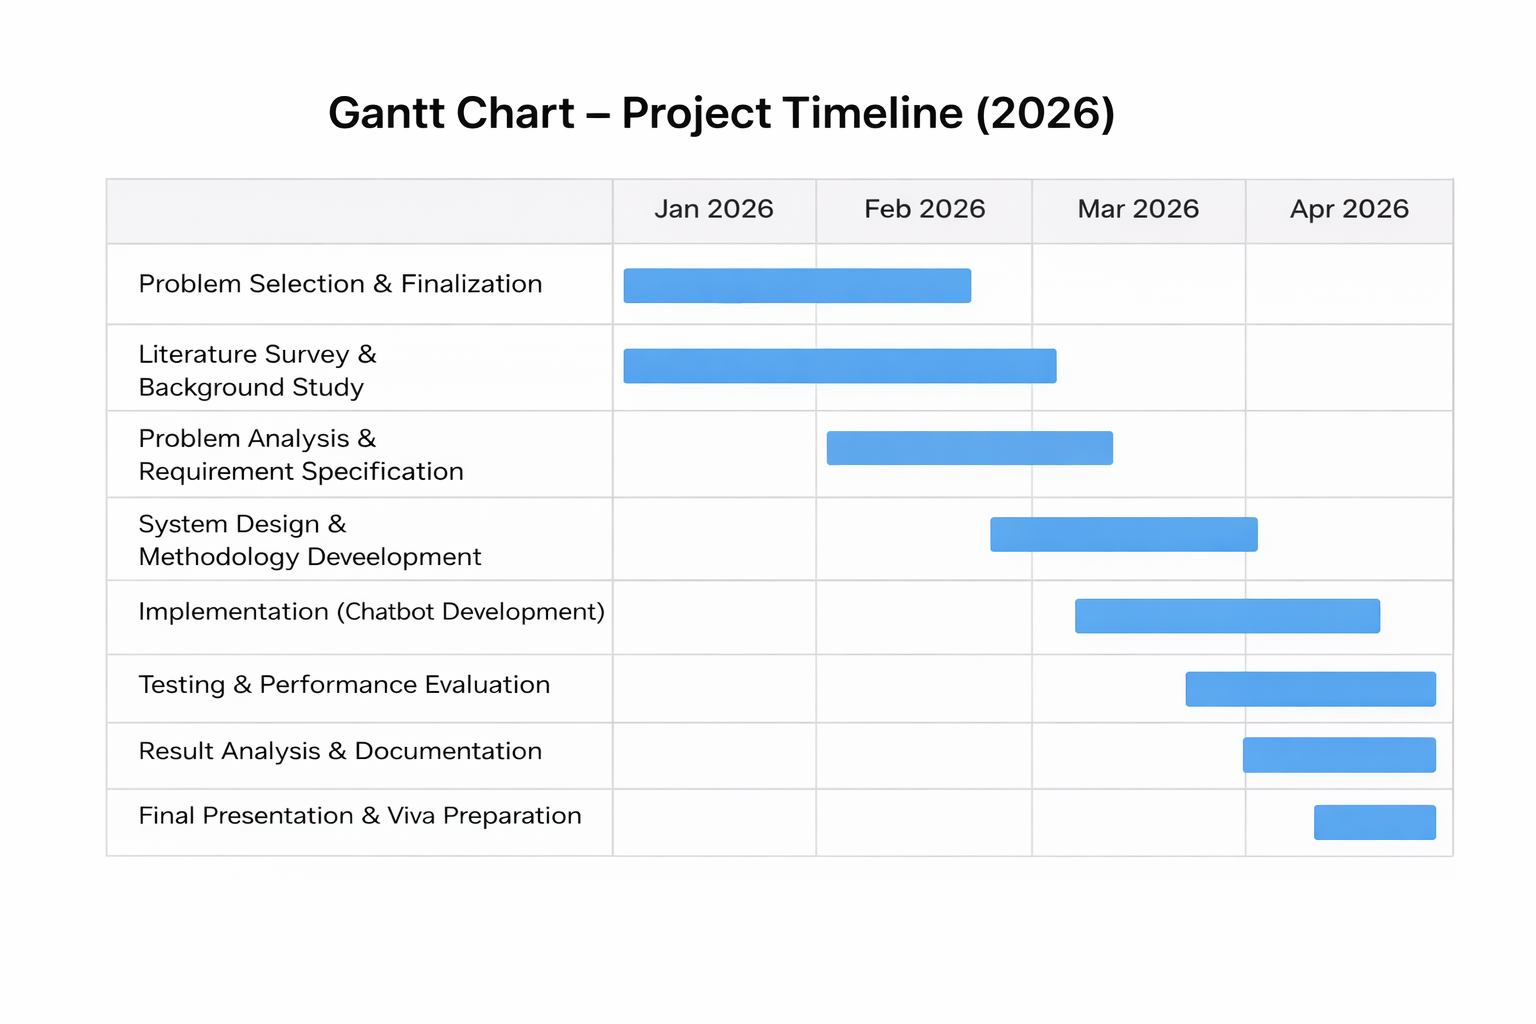 Gantt Chart – Project Timeline (2026)
Jan 2026
Feb 2026
Mar 2026
Apr 2026
Problem Selection & Finalization
Literature Survey &
Background Study
Problem Analysis &
Requirement Specification
System Design &
Methodology Deveelopment
Implementation (Chatbot Development)
Testing & Performance Evaluation
Result Analysis & Documentation
Final Presentation & Viva Preparation